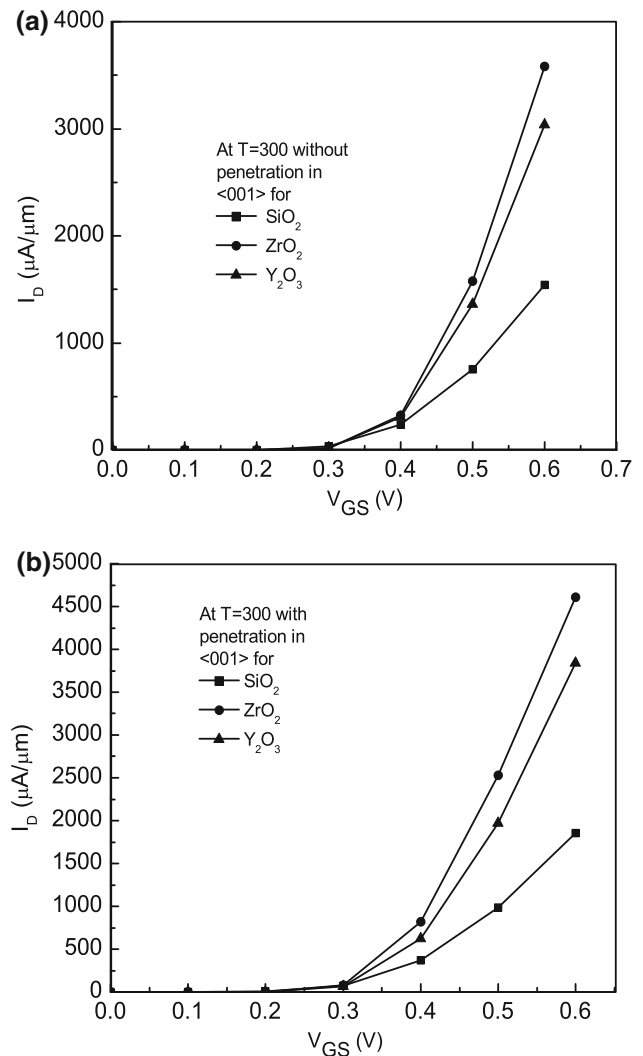 (a)
4000
3000
2000
1000
0
I_D (μA/μm)
At T=300 without
penetration in
<001> for
SiO₂
ZrO₂
Y₂O₃
0.0 0.1 0.2 0.3 0.4 0.5 0.6 0.7
V_GS (V)
(b)
5000
4500
4000
3500
3000
2500
2000
1500
1000
500
0
I_D (μA/μm)
At T=300 with
penetration in
<001> for
SiO₂
ZrO₂
Y₂O₃
0.0 0.1 0.2 0.3 0.4 0.5 0.6
V_GS (V)